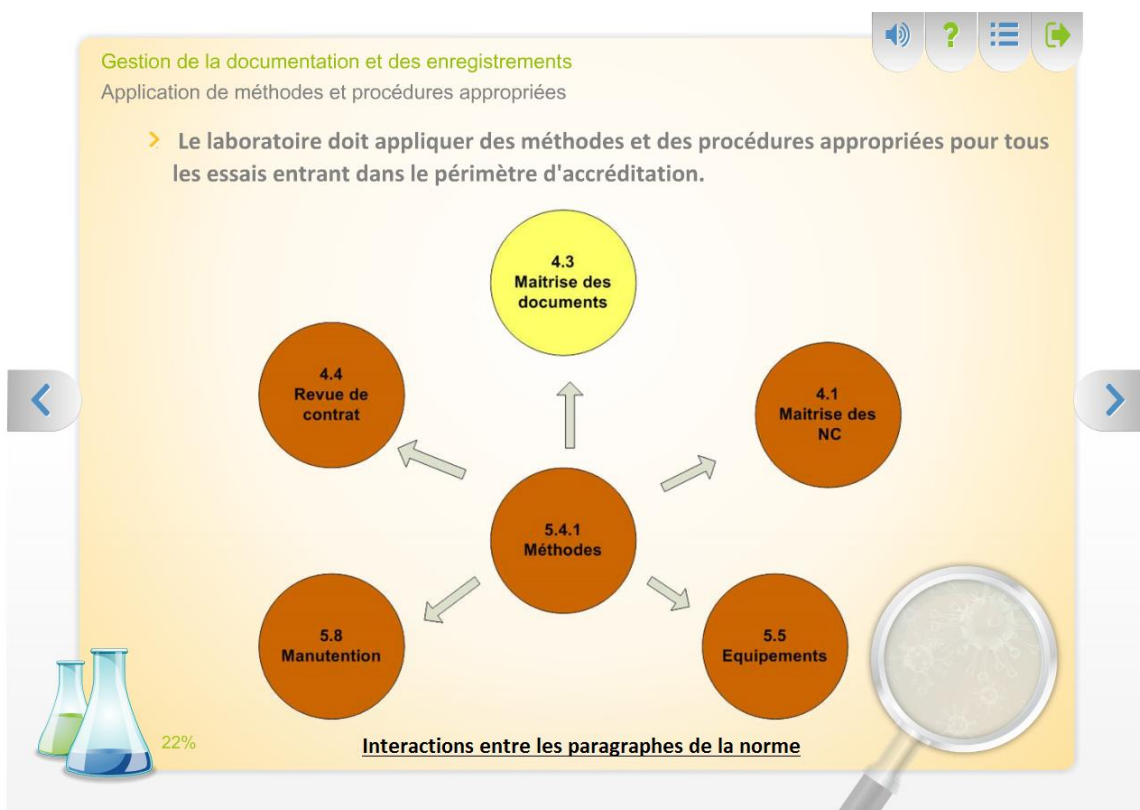 Gestion de la documentation et des enregistrements
Application de méthodes et procédures appropriées
Le laboratoire doit appliquer des méthodes et des procédures appropriées pour tous
les essais entrant dans le périmètre d'accréditation.
4.3
Maitrise des
documents
4.4
Revue de
contrat
4.1
Maitrise des
NC
5.4.1
Méthodes
5.8
Manutention
5.5
Equipements
22%
Interactions entre les paragraphes de la norme